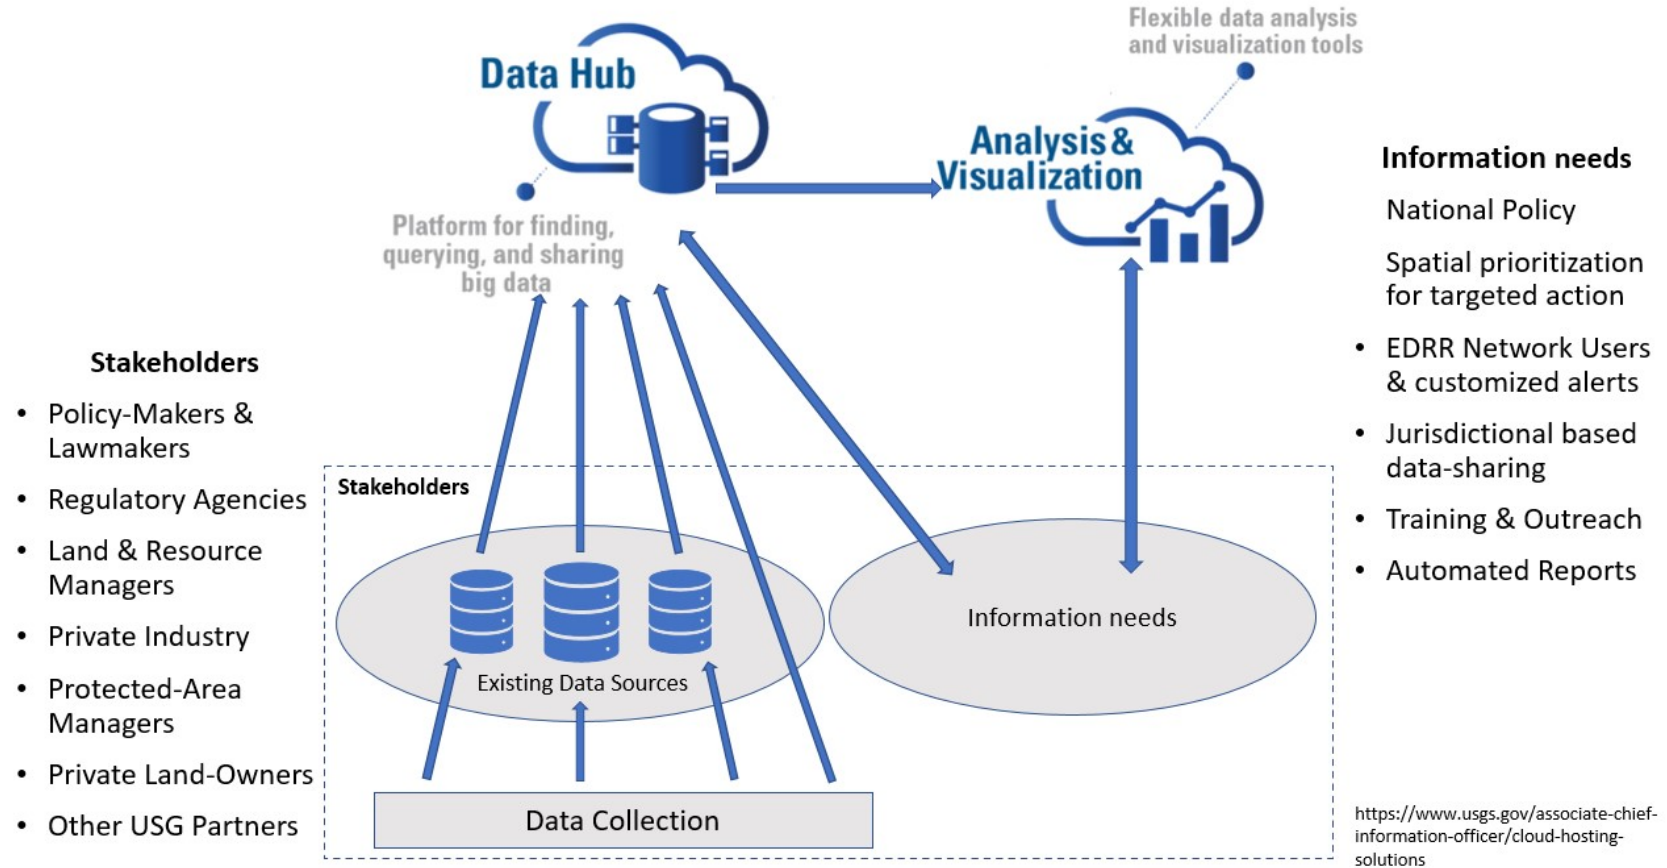 Data Hub
Platform for finding,
querying, and sharing
big data
Flexible data analysis
and visualization tools
Analysis &
Visualization
Stakeholders
• Policy-Makers &
Lawmakers
• Regulatory Agencies
• Land & Resource
Managers
• Private Industry
• Protected-Area
Managers
• Private Land-Owners
• Other USG Partners
Stakeholders
Existing Data Sources
Data Collection
Information needs
Information needs
National Policy
Spatial prioritization
for targeted action
• EDRR Network Users
& customized alerts
• Jurisdictional based
data-sharing
• Training & Outreach
• Automated Reports
https://www.usgs.gov/associate-chief-
information-officer/cloud-hosting-
solutions